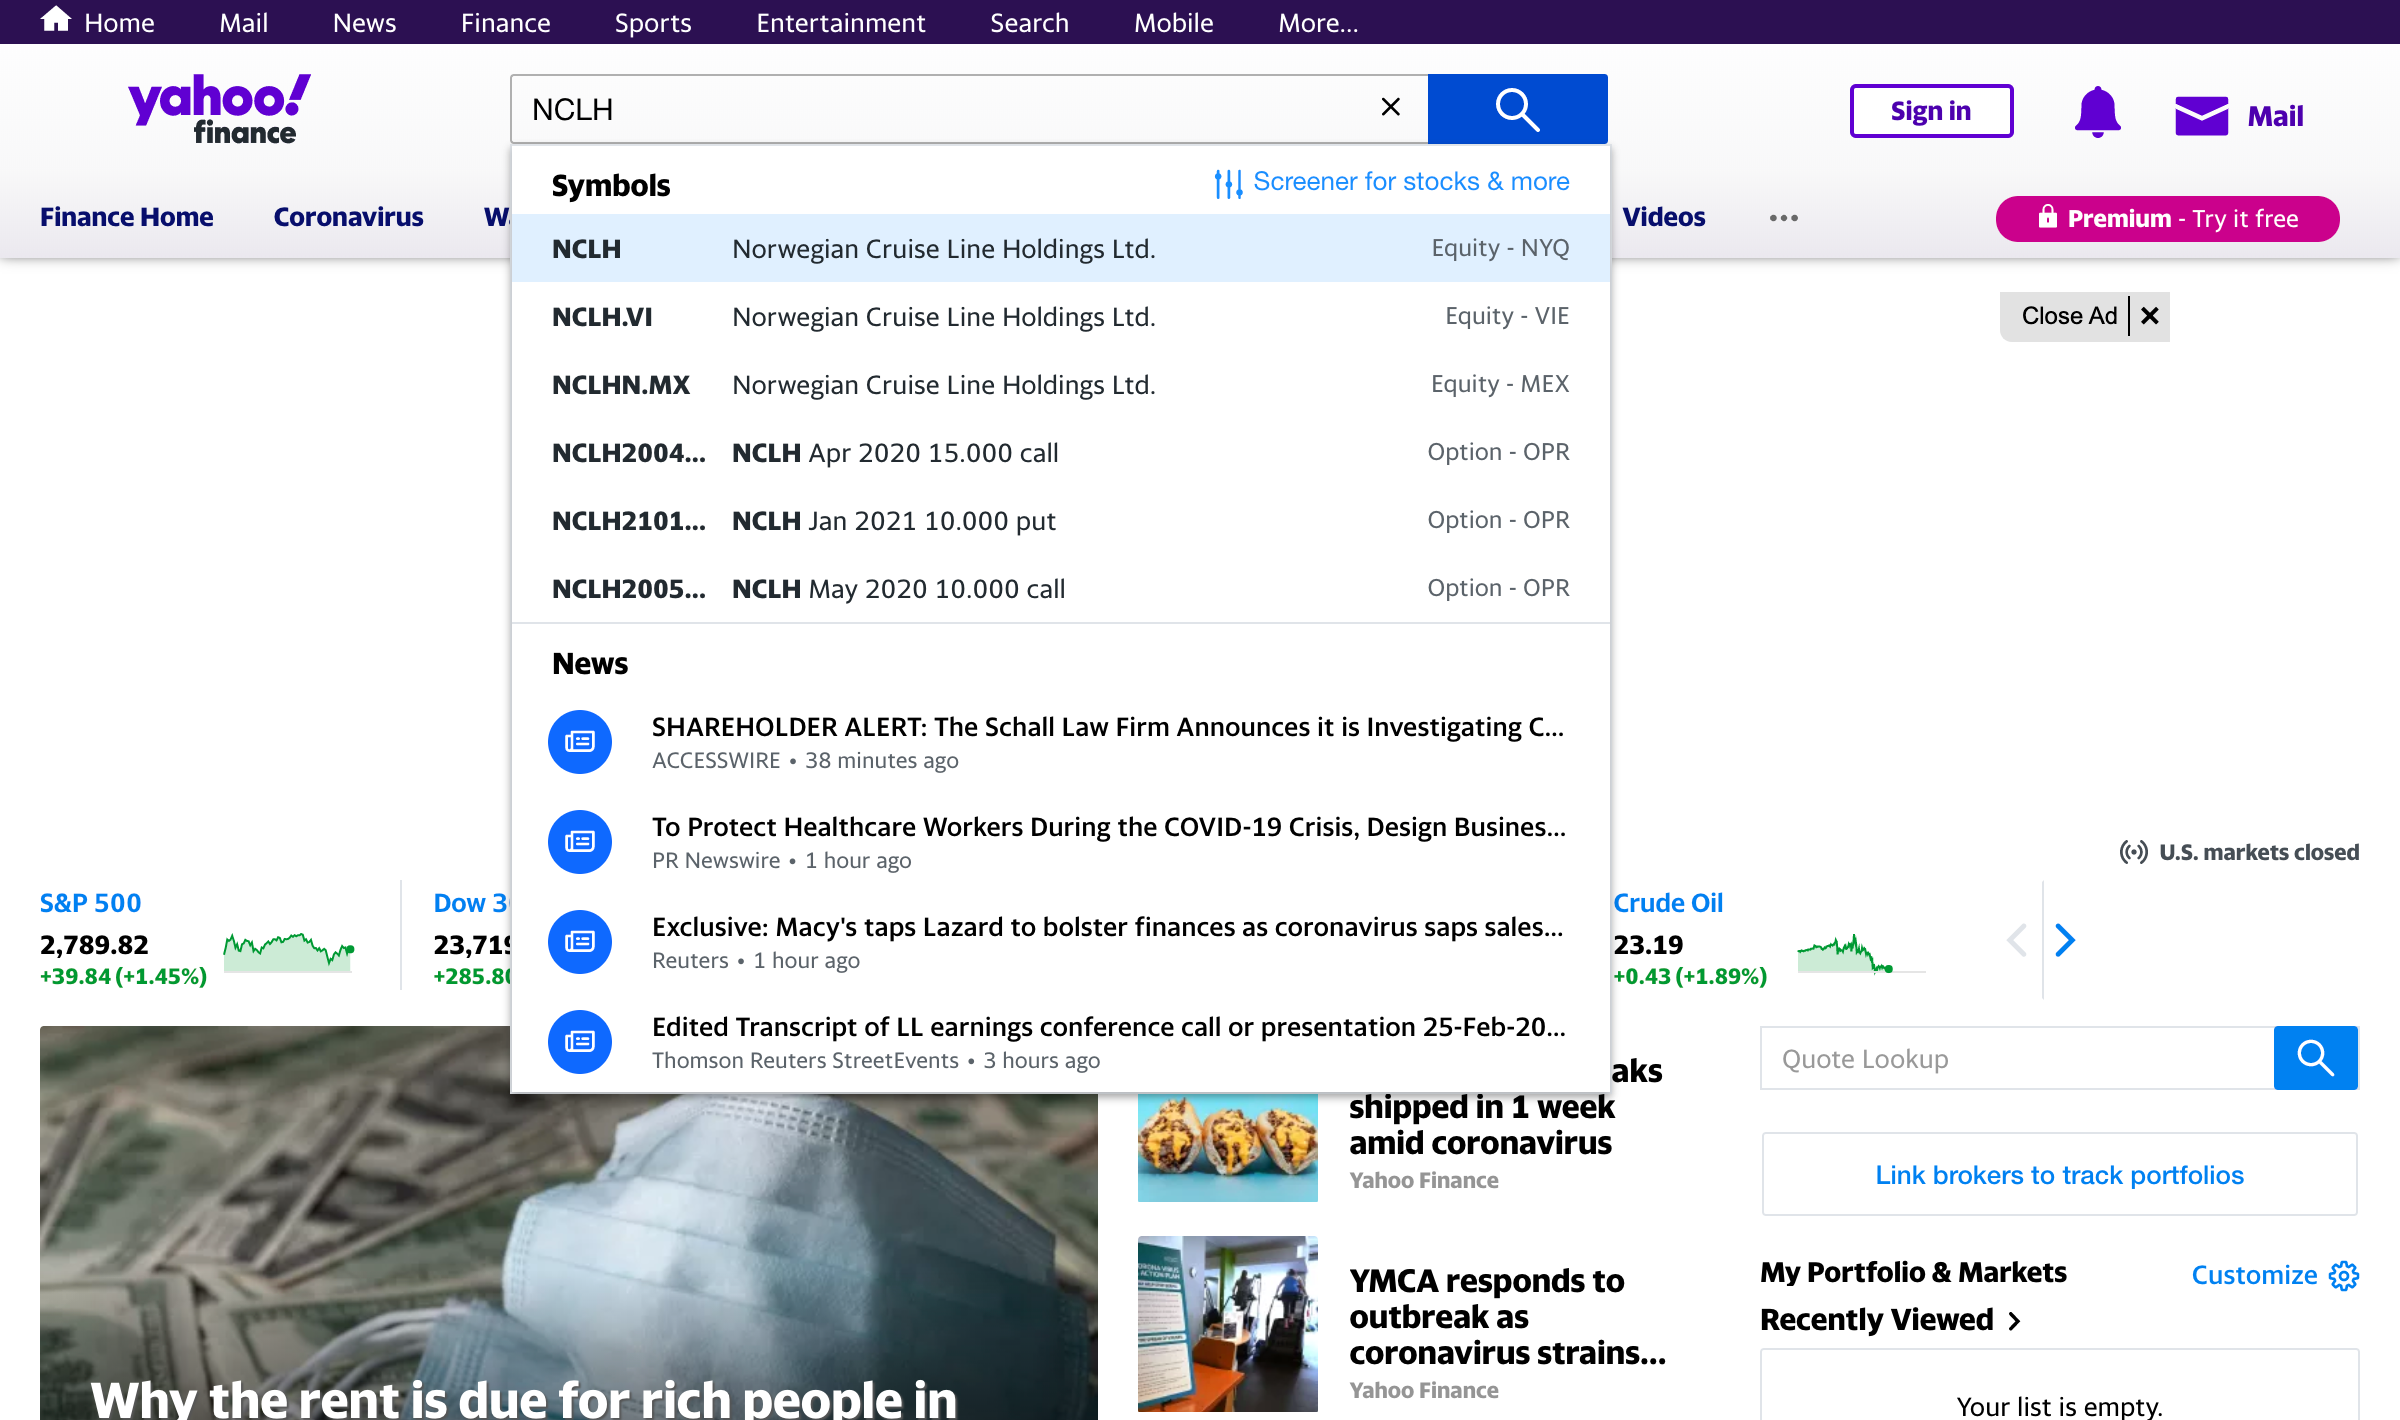 Home Mail News Finance Sports Entertainment Search Mobile More...
yahoo!
finance
NCLH
Sign in
Mail
Finance Home Coronavirus
Videos
Premium - Try it free
Symbols
Screener for stocks & more
NCLH Norwegian Cruise Line Holdings Ltd. Equity - NYQ
NCLH.VI Norwegian Cruise Line Holdings Ltd. Equity - VIE
NCLHN.MX Norwegian Cruise Line Holdings Ltd. Equity - MEX
NCLH2004... NCLH Apr 2020 15.000 call Option - OPR
NCLH2101... NCLH Jan 2021 10.000 put Option - OPR
NCLH2005... NCLH May 2020 10.000 call Option - OPR
News
SHAREHOLDER ALERT: The Schall Law Firm Announces it is Investigating C...
ACCESSWIRE • 38 minutes ago
To Protect Healthcare Workers During the COVID-19 Crisis, Design Busines...
PR Newswire • 1 hour ago
Exclusive: Macy's taps Lazard to bolster finances as coronavirus saps sales...
Reuters • 1 hour ago
Edited Transcript of LL earnings conference call or presentation 25-Feb-20...
Thomson Reuters StreetEvents • 3 hours ago
Close Ad
U.S. markets closed
S&P 500
2,789.82
+39.84 (+1.45%)
Dow 3
23,719
+285.80
Crude Oil
23.19
+0.43 (+1.89%)
Why the rent is due for rich people in
aks
shipped in 1 week
amid coronavirus
Yahoo Finance
YMCA responds to
outbreak as
coronavirus strains...
Yahoo Finance
Quote Lookup
Link brokers to track portfolios
My Portfolio & Markets
Customize
Recently Viewed
Your list is empty.